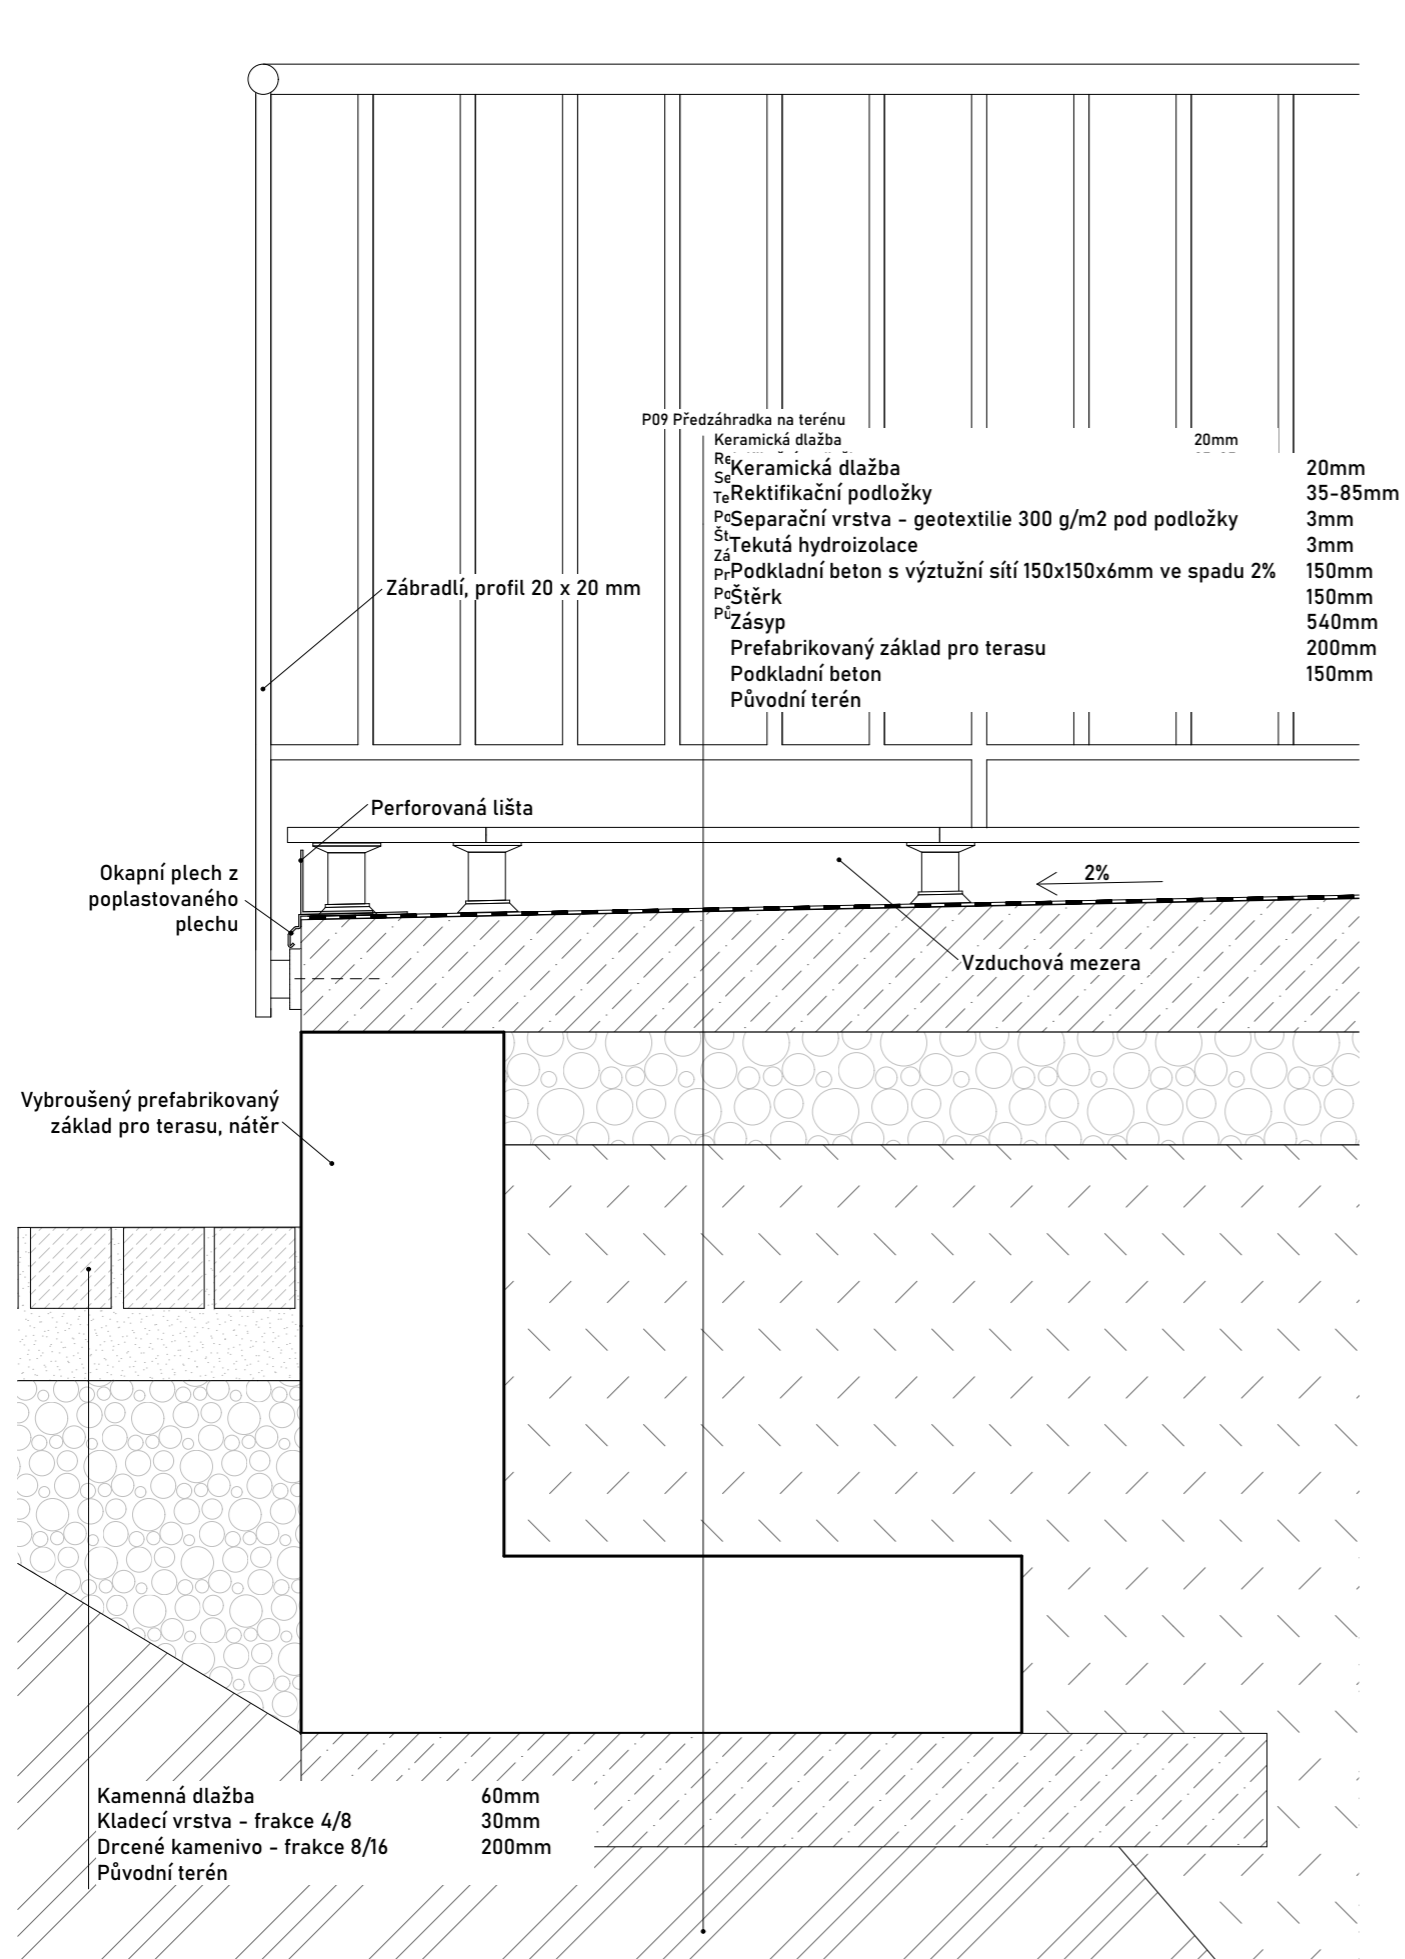 P09 Předzáhradka na terénu
Keramická dlažba 20mm
Keramická dlažba 20mm
Rektifikační podložky 35-85mm
Separační vrstva - geotextilie 300 g/m2 pod podložky 3mm
Tekutá hydroizolace 3mm
Podkladní beton s výztužní sítí 150x150x6mm ve spadu 2% 150mm
Štěrk 150mm
Zásyp 540mm
Prefabrikovaný základ pro terasu 200mm
Podkladní beton 150mm
Původní terén
Zábradlí, profil 20 x 20 mm
Perforovaná lišta
Okapní plech z
poplastovaného
plechu
2%
Vzduchová mezera
Vybroušený prefabrikovaný
základ pro terasu, nátěr
Kamenná dlažba 60mm
Kladecí vrstva - frakce 4/8 30mm
Drcené kamenivo - frakce 8/16 200mm
Původní terén